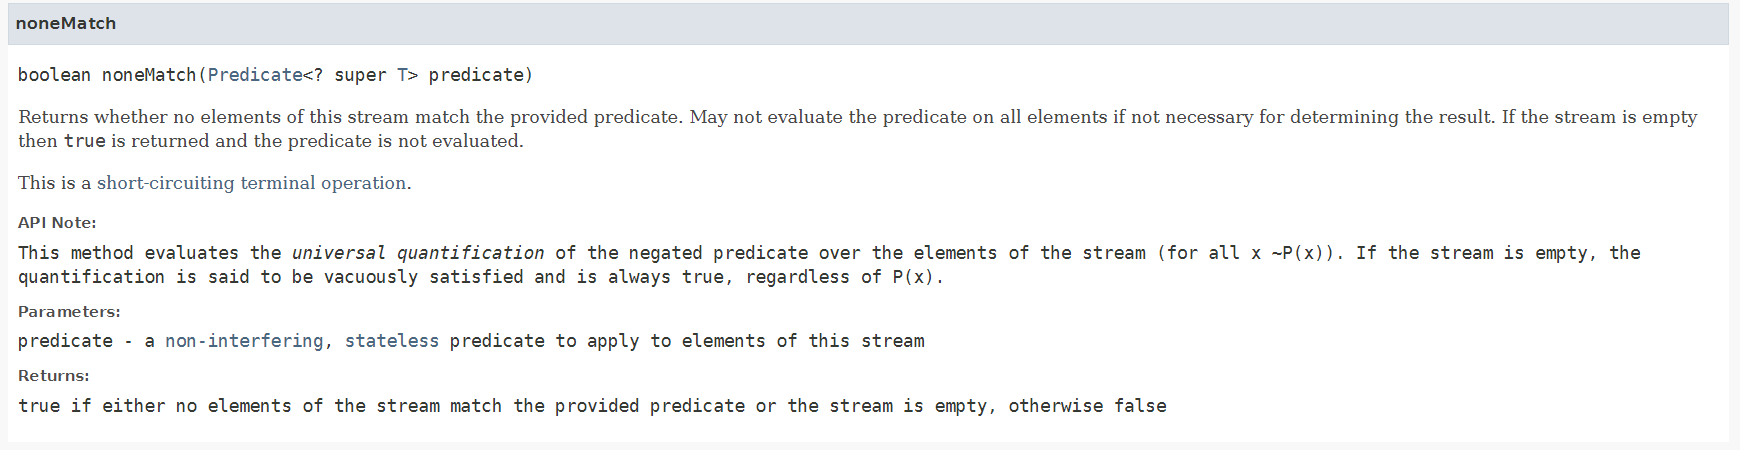 noneMatch
boolean noneMatch(Predicate<? super T> predicate)
Returns whether no elements of this stream match the provided predicate. May not evaluate the predicate on all elements if not necessary for determining the result. If the stream is empty
then true is returned and the predicate is not evaluated.
This is a short-circuiting terminal operation.
API Note:
This method evaluates the universal quantification of the negated predicate over the elements of the stream (for all x ~P(x)). If the stream is empty, the
quantification is said to be vacuously satisfied and is always true, regardless of P(x).
Parameters:
predicate - a non-interfering, stateless predicate to apply to elements of this stream
Returns:
true if either no elements of the stream match the provided predicate or the stream is empty, otherwise false